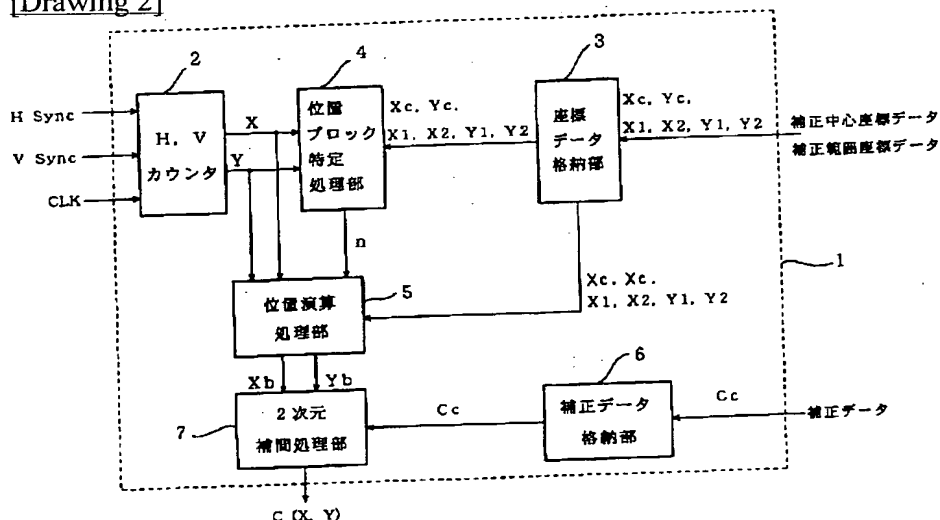 [Drawing 2]
2
4
3
H Sync
V Sync
CLK
H, V
カウンタ
X
Y
位置
ブロック
特定
処理部
Xc, Yc,
X1, X2, Y1, Y2
座標
データ
格納部
Xc, Yc,
X1, X2, Y1, Y2
補正中心座標データ
補正範囲座標データ
n
1
位置演算
処理部
5
Xc, Xc,
X1, X2, Y1, Y2
Xb
Yb
6
7
2次元
補間処理部
Cc
補正データ
格納部
Cc
補正データ
C (X, Y)